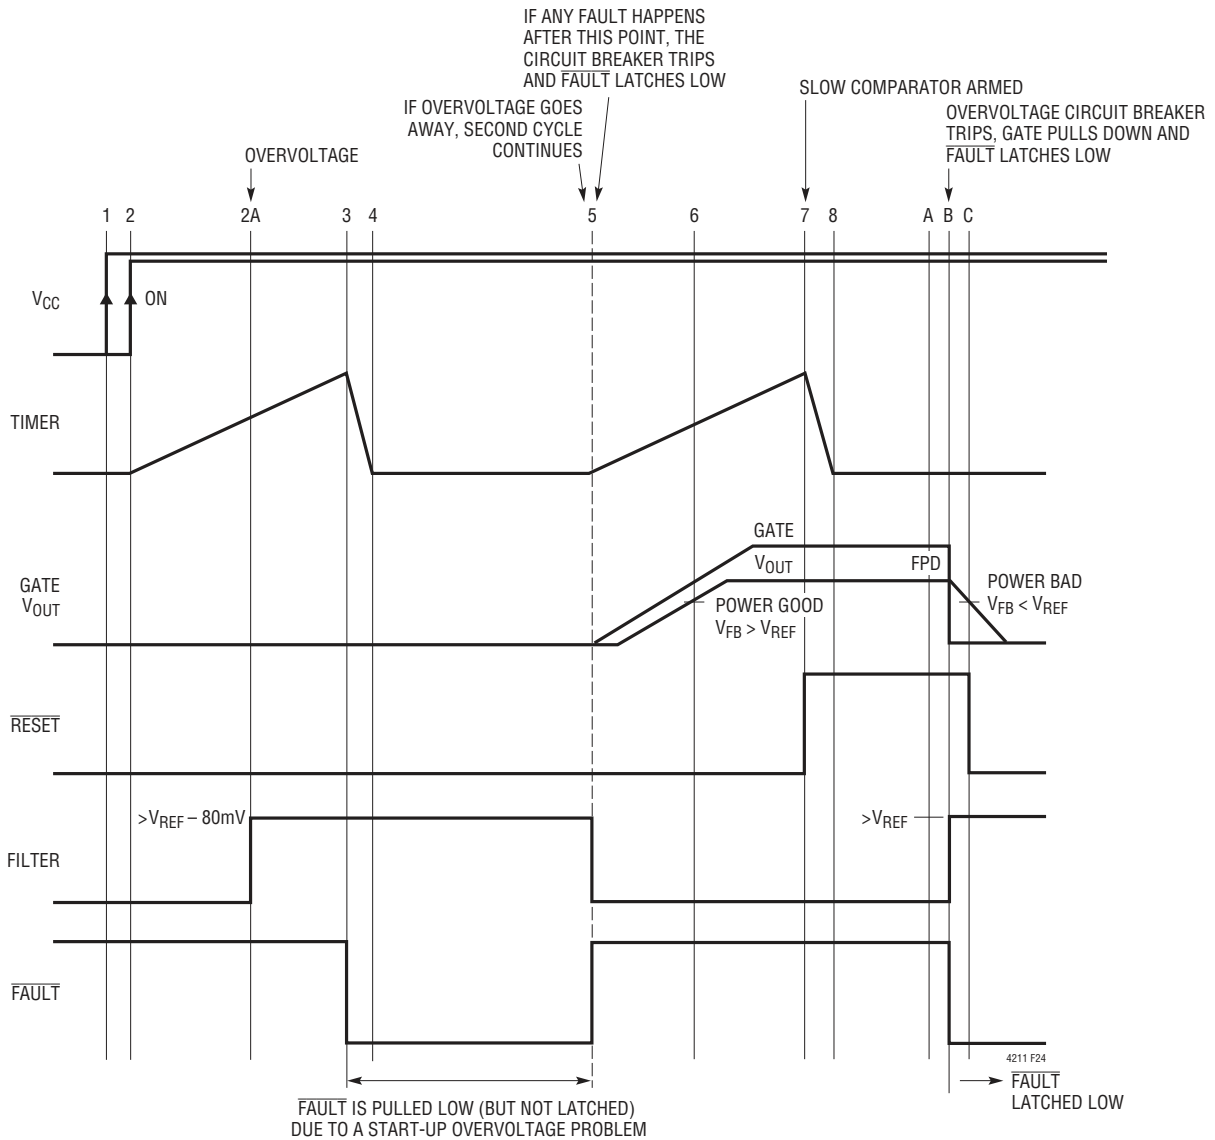 IF ANY FAULT HAPPENS
AFTER THIS POINT, THE
CIRCUIT BREAKER TRIPS
AND FAULT LATCHES LOW
IF OVERVOLTAGE GOES
AWAY, SECOND CYCLE
CONTINUES
SLOW COMPARATOR ARMED
OVERVOLTAGE CIRCUIT BREAKER
TRIPS, GATE PULLS DOWN AND
FAULT LATCHES LOW
OVERVOLTAGE
1 2 2A 3 4 5 6 7 8 A B C
VCC
ON
TIMER
GATE
VOUT
GATE
VOUT
FPD
POWER GOOD
VFB > VREF
POWER BAD
VFB < VREF
RESET
>VREF – 80mV
>VREF
FILTER
FAULT
4211 F24
FAULT
LATCHED LOW
FAULT IS PULLED LOW (BUT NOT LATCHED)
DUE TO A START-UP OVERVOLTAGE PROBLEM